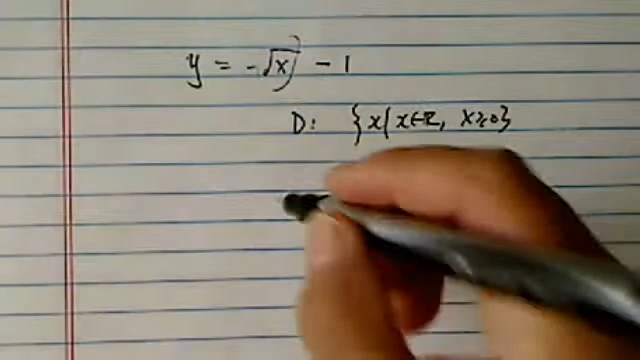 y = -√x - 1
D: {x|x∈R, x≥0}